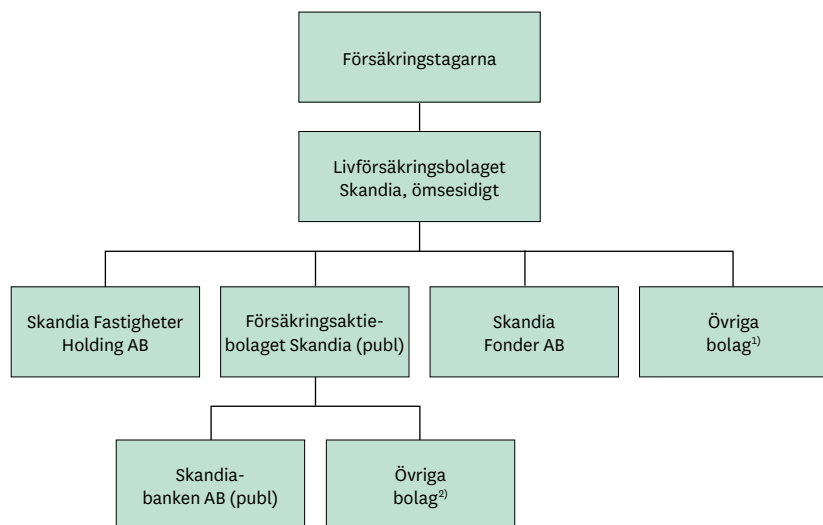 Försäkringstagarna
Livförsäkringsbolaget
Skandia, ömsesidigt
Skandia Fastigheter
Holding AB
Försäkringsaktie-
bolaget Skandia (publ)
Skandia
Fonder AB
Övriga
bolag¹⁾
Skandia-
banken AB (publ)
Övriga
bolag²⁾